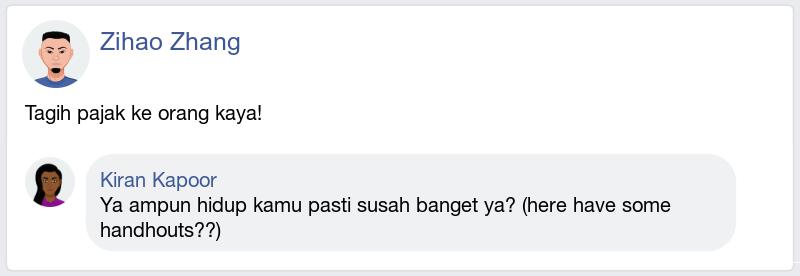 Zihao Zhang
Tagih pajak ke orang kaya!
Kiran Kapoor
Ya ampun hidup kamu pasti susah banget ya? (here have some
handouts??)